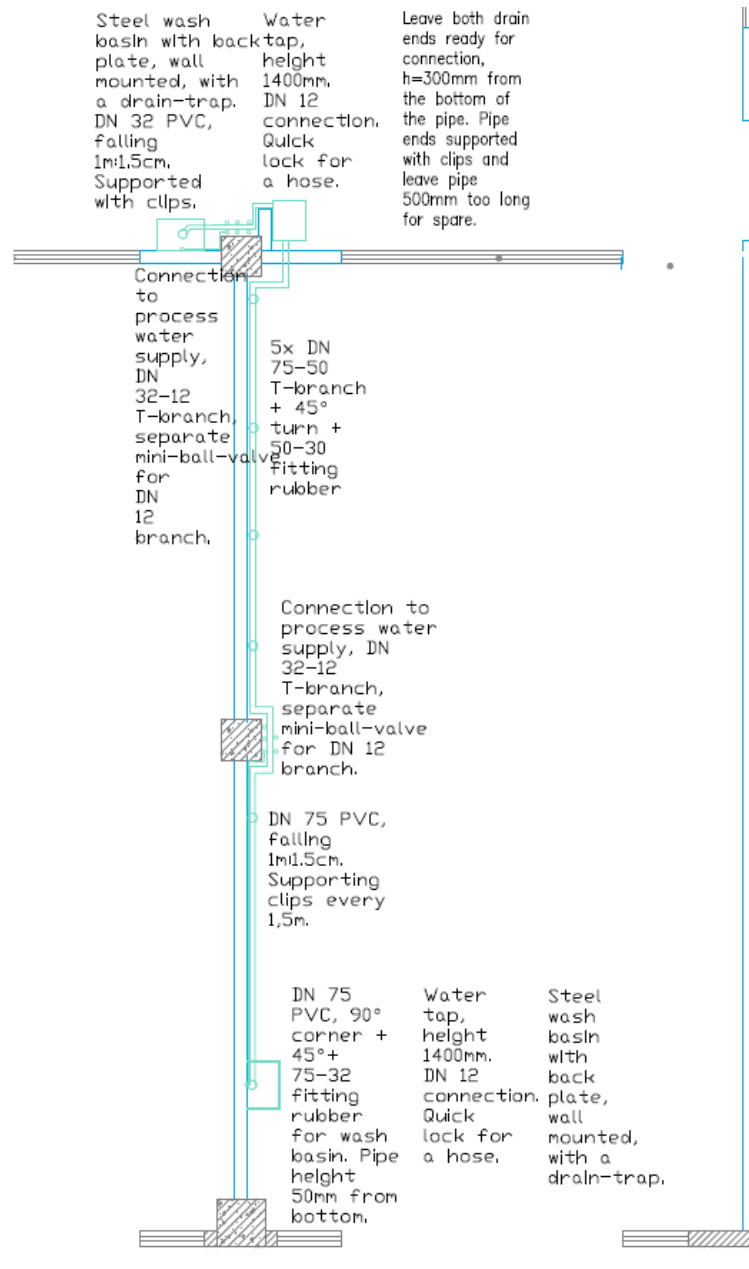 Steel wash
basin with back
plate, wall
mounted, with
a drain-trap.
DN 32 PVC,
falling
1m:1.5cm.
Supported
with clips.
Water
tap,
height
1400mm.
DN 12
connection.
Quick
lock for
a hose.
Leave both drain
ends ready for
connection,
h=300mm from
the bottom of
the pipe. Pipe
ends supported
with clips and
leave pipe
500mm too long
for spare.
Connection
to
process
water
supply,
DN
32-12
T-branch,
separate
mini-ball-valve
for
DN
12
branch.
5x DN
75-50
T-branch
+ 45°
turn +
50-30
fitting
rubber
Connection to
process water
supply, DN
32-12
T-branch,
separate
mini-ball-valve
for DN 12
branch.
DN 75 PVC,
falling
1m:1.5cm.
Supporting
clips every
1,5m.
DN 75
PVC, 90°
corner +
45°+
75-32
fitting
rubber
for wash
basin. Pipe
height
50mm from
bottom.
Water
tap,
height
1400mm.
DN 12
connection.
Quick
lock for
a hose.
Steel
wash
basin
with
back
plate,
wall
mounted,
with a
drain-trap.